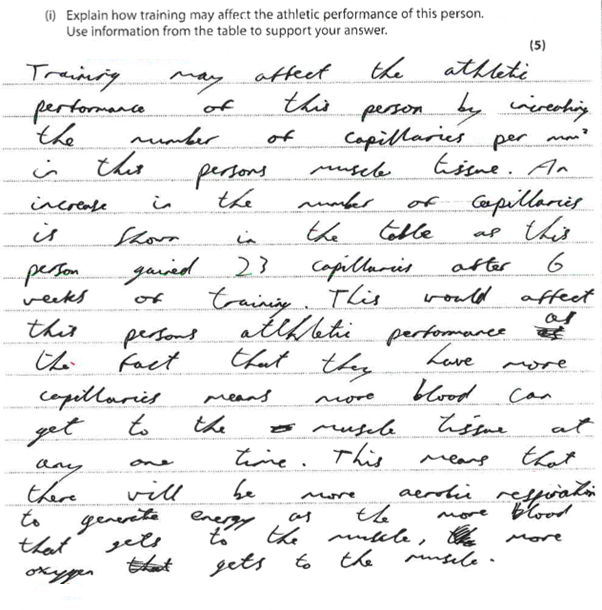 (i) Explain how training may affect the athletic performance of this person.
Use information from the table to support your answer.
(5)
Training may affect the athletic
performance of this person by increasing
the number of capillaries per mm²
in this persons muscle tissue. An
increase in the number of capillaries
is shown in the table as this
person gained 23 capillaries after 6
weeks of training. This would affect
this persons athletic performance as
the fact that they have more
capillaries means more blood can
get to the muscle tissue at
any one time. This means that
there will be more aerobic respiration
to generate energy as the more blood
that gets to the muscle, more
oxygen gets to the muscle.